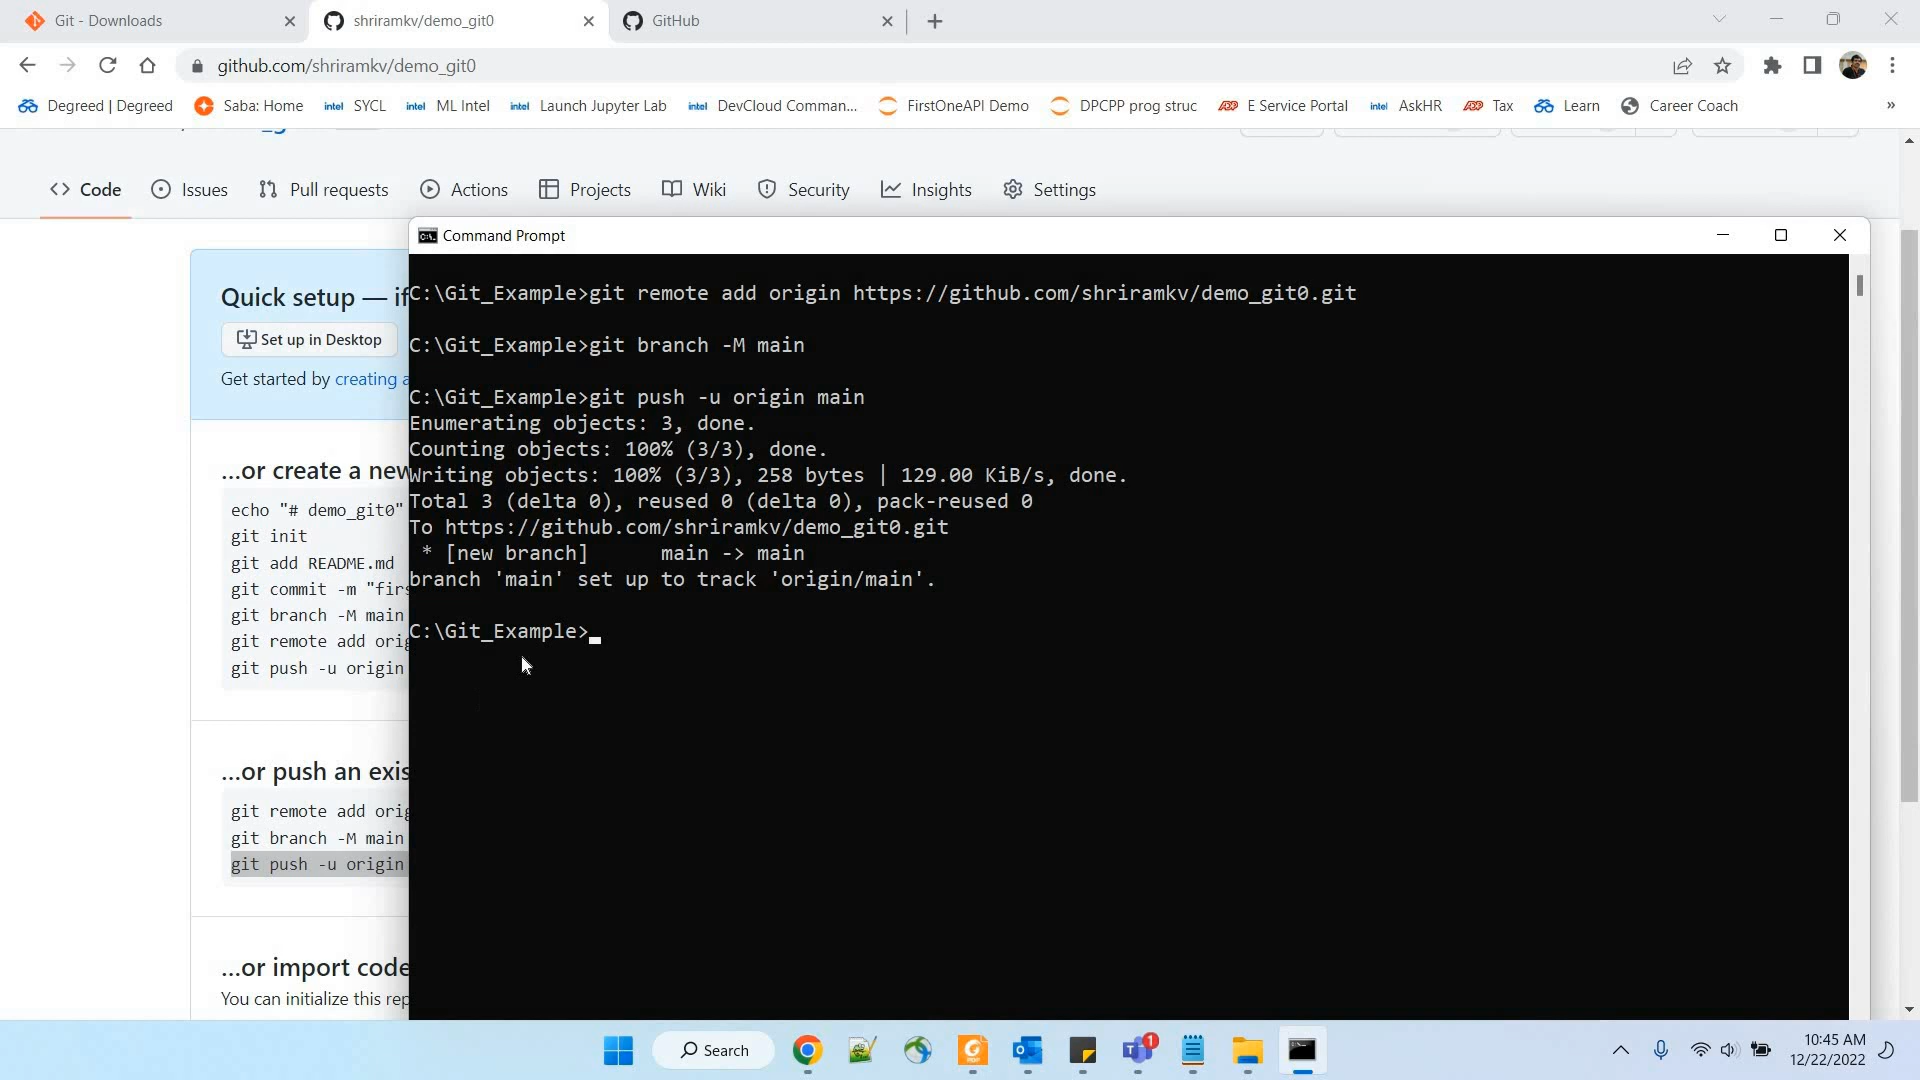 Git - Downloads
shriramkv/demo_git0
GitHub
github.com/shriramkv/demo_git0
Degreed | Degreed
Saba: Home
intel SYCL
intel ML Intel
intel Launch Jupyter Lab
intel DevCloud Comman...
FirstOneAPI Demo
DPCPP prog struc
ADP E Service Portal
intel AskHR
ADP Tax
Learn
Career Coach
»
Code
Issues
Pull requests
Actions
Projects
Wiki
Security
Insights
Settings
Quick setup — if
Set up in Desktop
Get started by creating a
...or create a new
echo "# demo_git0"
git init
git add README.md
git commit -m "firs
git branch -M main
git remote add orig
git push -u origin
...or push an exis
git remote add orig
git branch -M main
git push -u origin
...or import code
You can initialize this rep
Command Prompt
C:\Git_Example>git remote add origin https://github.com/shriramkv/demo_git0.git
C:\Git_Example>git branch -M main
C:\Git_Example>git push -u origin main
Enumerating objects: 3, done.
Counting objects: 100% (3/3), done.
Writing objects: 100% (3/3), 258 bytes | 129.00 KiB/s, done.
Total 3 (delta 0), reused 0 (delta 0), pack-reused 0
To https://github.com/shriramkv/demo_git0.git
* [new branch] main -> main
branch 'main' set up to track 'origin/main'.
C:\Git_Example>
Search
1
10:45 AM
12/22/2022